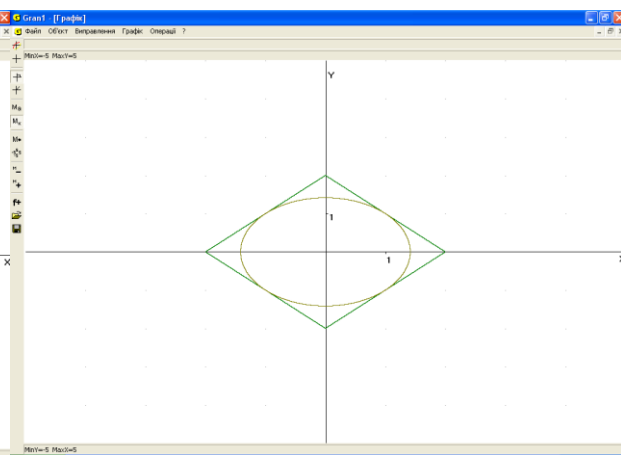 Gran1 - [Графік]
Файл Об'єкт Виправлення Графік Операції ?
MinX=-5 MaxY=5
Y
1
1
X
MinY=-5 MaxX=5